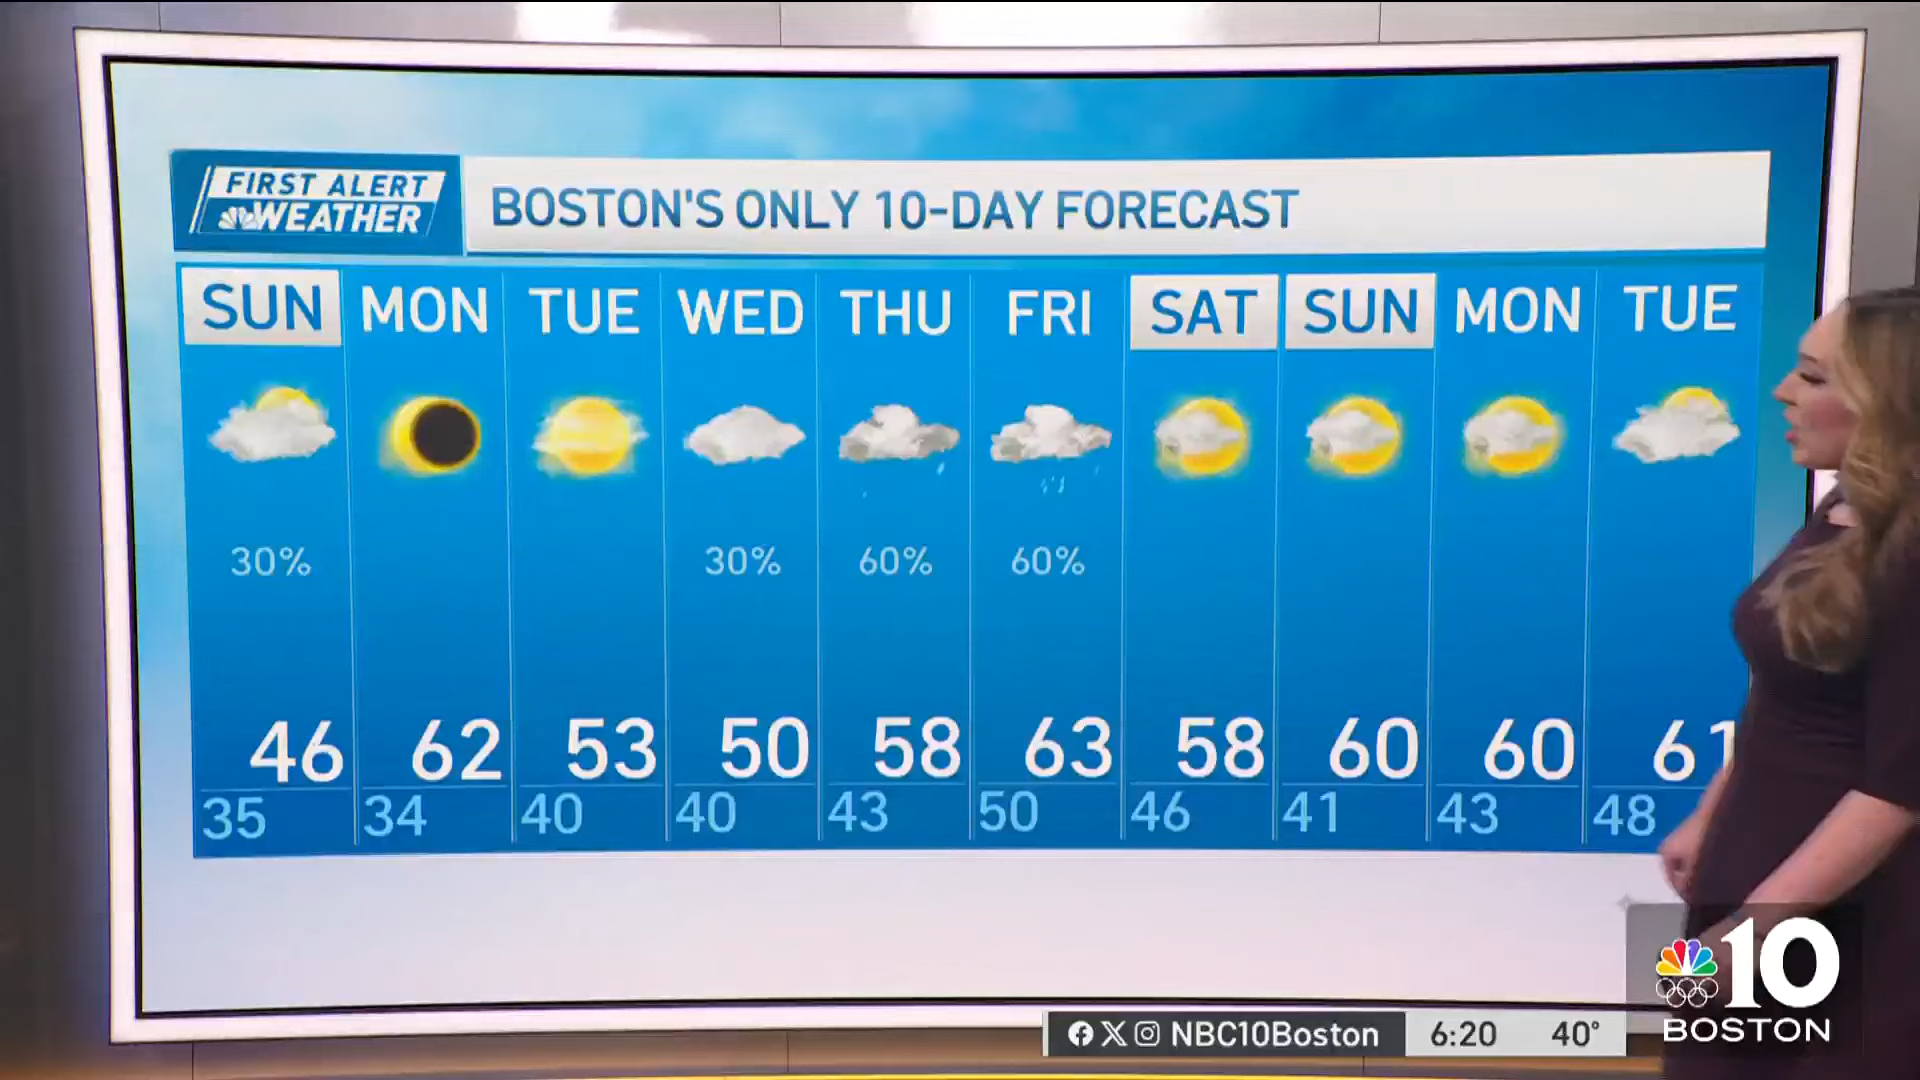 FIRST ALERT
WEATHER
BOSTON'S ONLY 10-DAY FORECAST
SUN MON TUE WED THU FRI SAT SUN MON TUE
30% 30% 60% 60%
46 62 53 50 58 63 58 60 60 61
35 34 40 40 43 50 46 41 43 48
10
BOSTON
NBC10Boston 6:20 40°